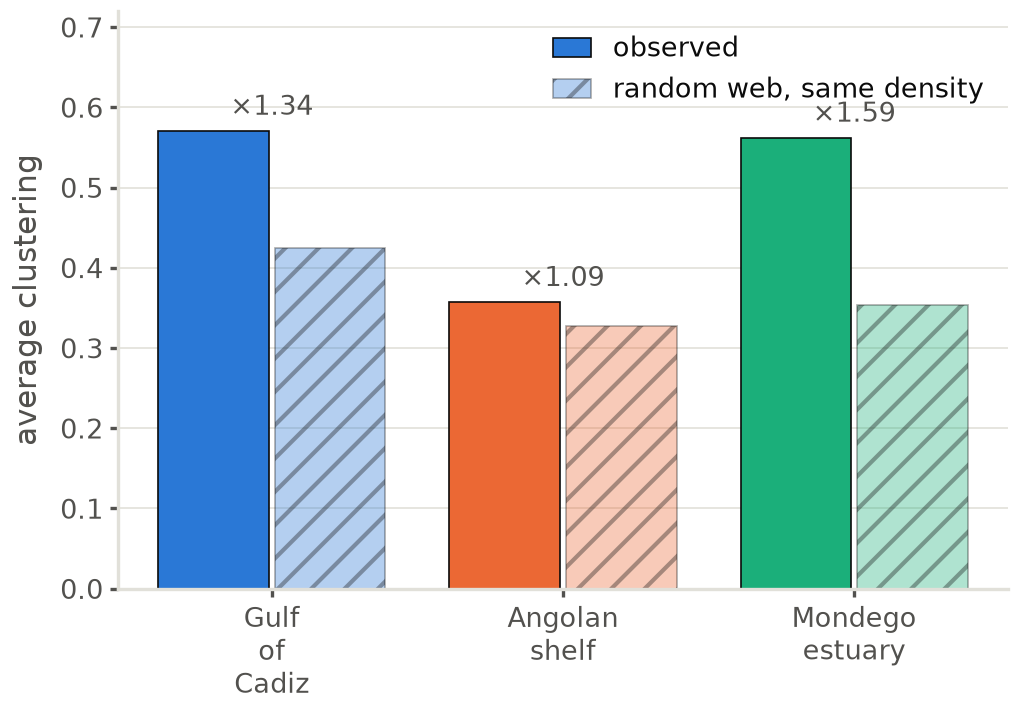 0.7
0.6
0.5
0.4
0.3
0.2
0.1
0.0
average clustering
observed
random web, same density
×1.34
×1.09
×1.59
Gulf
of
Cadiz
Angolan
shelf
Mondego
estuary